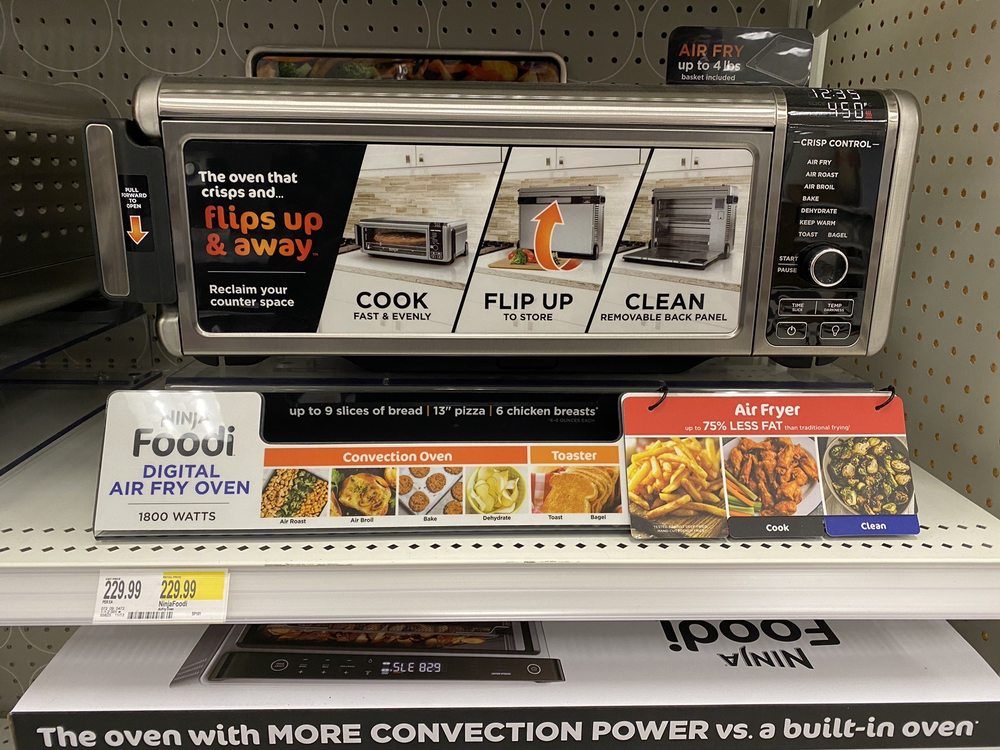 AIR FRY
up to 4 lbs
basket included
12:35
450°F
CRISP CONTROL
AIR FRY
AIR ROAST
AIR BROIL
BAKE
DEHYDRATE
KEEP WARM
TOAST BAGEL
START
PAUSE
TIME TEMP
SLICE DARKNESS
PULL
FORWARD
TO
OPEN
The oven that
crisps and...
flips up
& away™
Reclaim your
counter space
COOK
FAST & EVENLY
FLIP UP
TO STORE
CLEAN
REMOVABLE BACK PANEL
NINJA
Foodi
DIGITAL
AIR FRY OVEN
1800 WATTS
up to 9 slices of bread | 13" pizza | 6 chicken breasts*
Convection Oven
Toaster
Air Roast Air Broil Bake Dehydrate Toast Bagel
Air Fryer
up to 75% LESS FAT than traditional frying
Cook
Clean
229.99 229.99
NinjaFoodi
NINJA
Foodi
The oven with MORE CONVECTION POWER vs. a built-in oven*